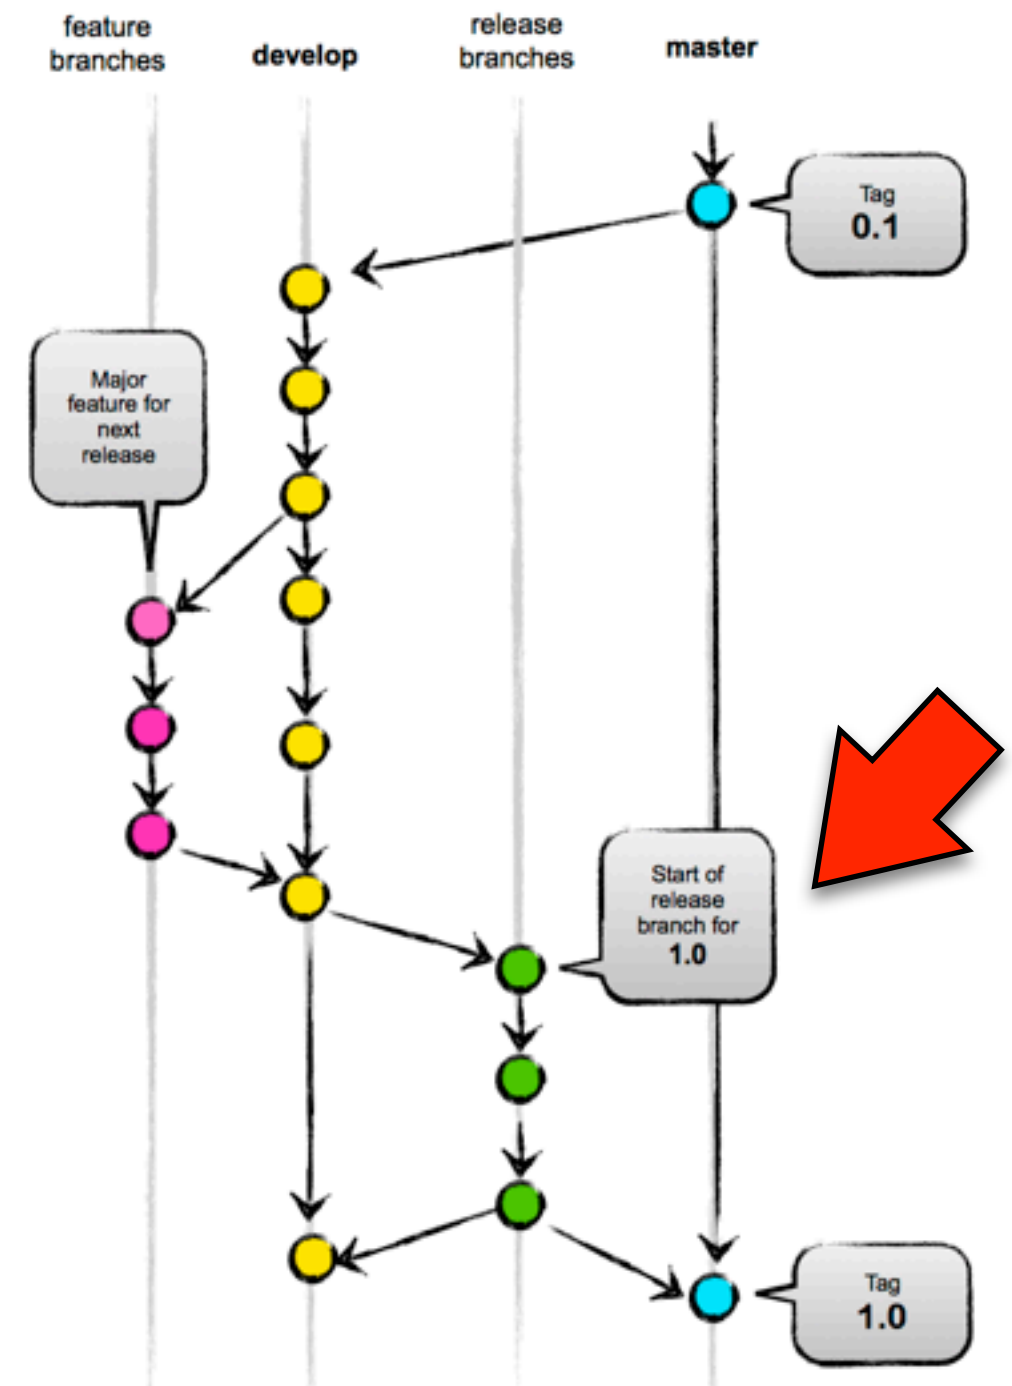 feature
branches
develop
release
branches
master
Tag
0.1
Major
feature for
next
release
Start of
release
branch for
1.0
Tag
1.0